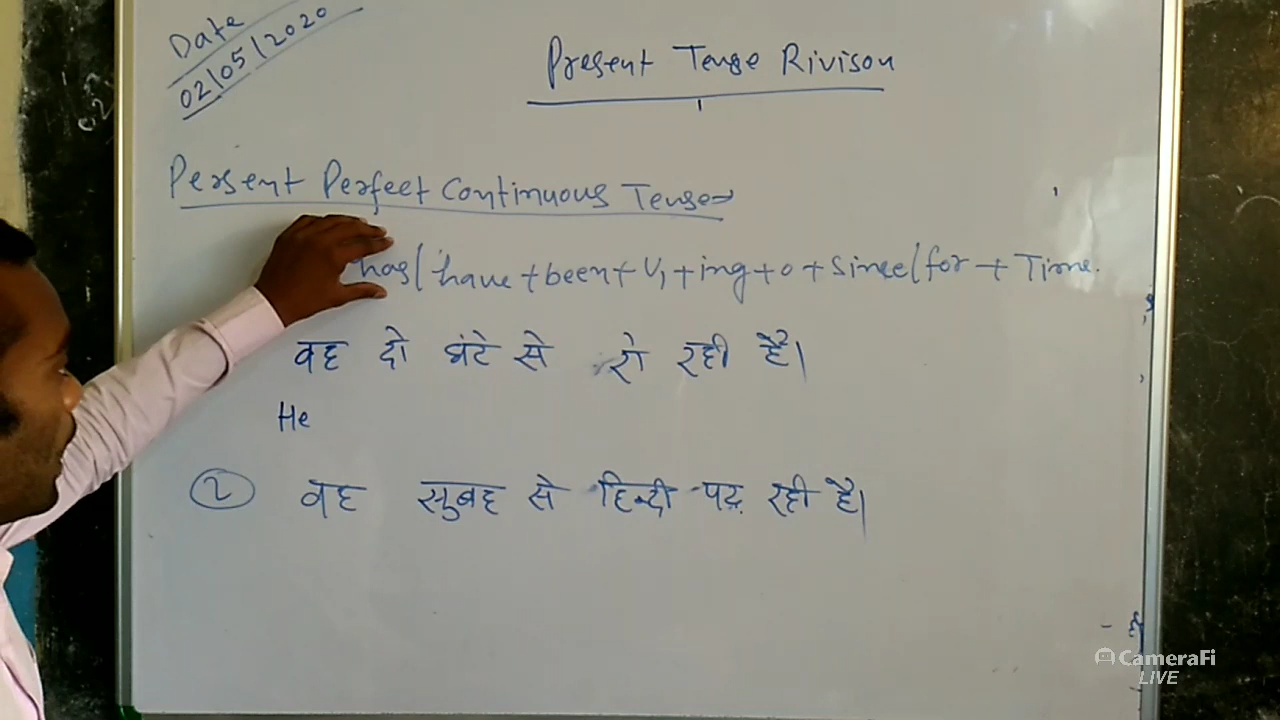 Date
02/05/2020
Present Tense Rivison
Persent Perfect Continuous Tense
has/have+been+V1+ing+o+Since/for+Time.
वह दो घंटे से रो रही है।
He
2 वह सुबह से हिन्दी पढ़ रही है।
CameraFi
LIVE